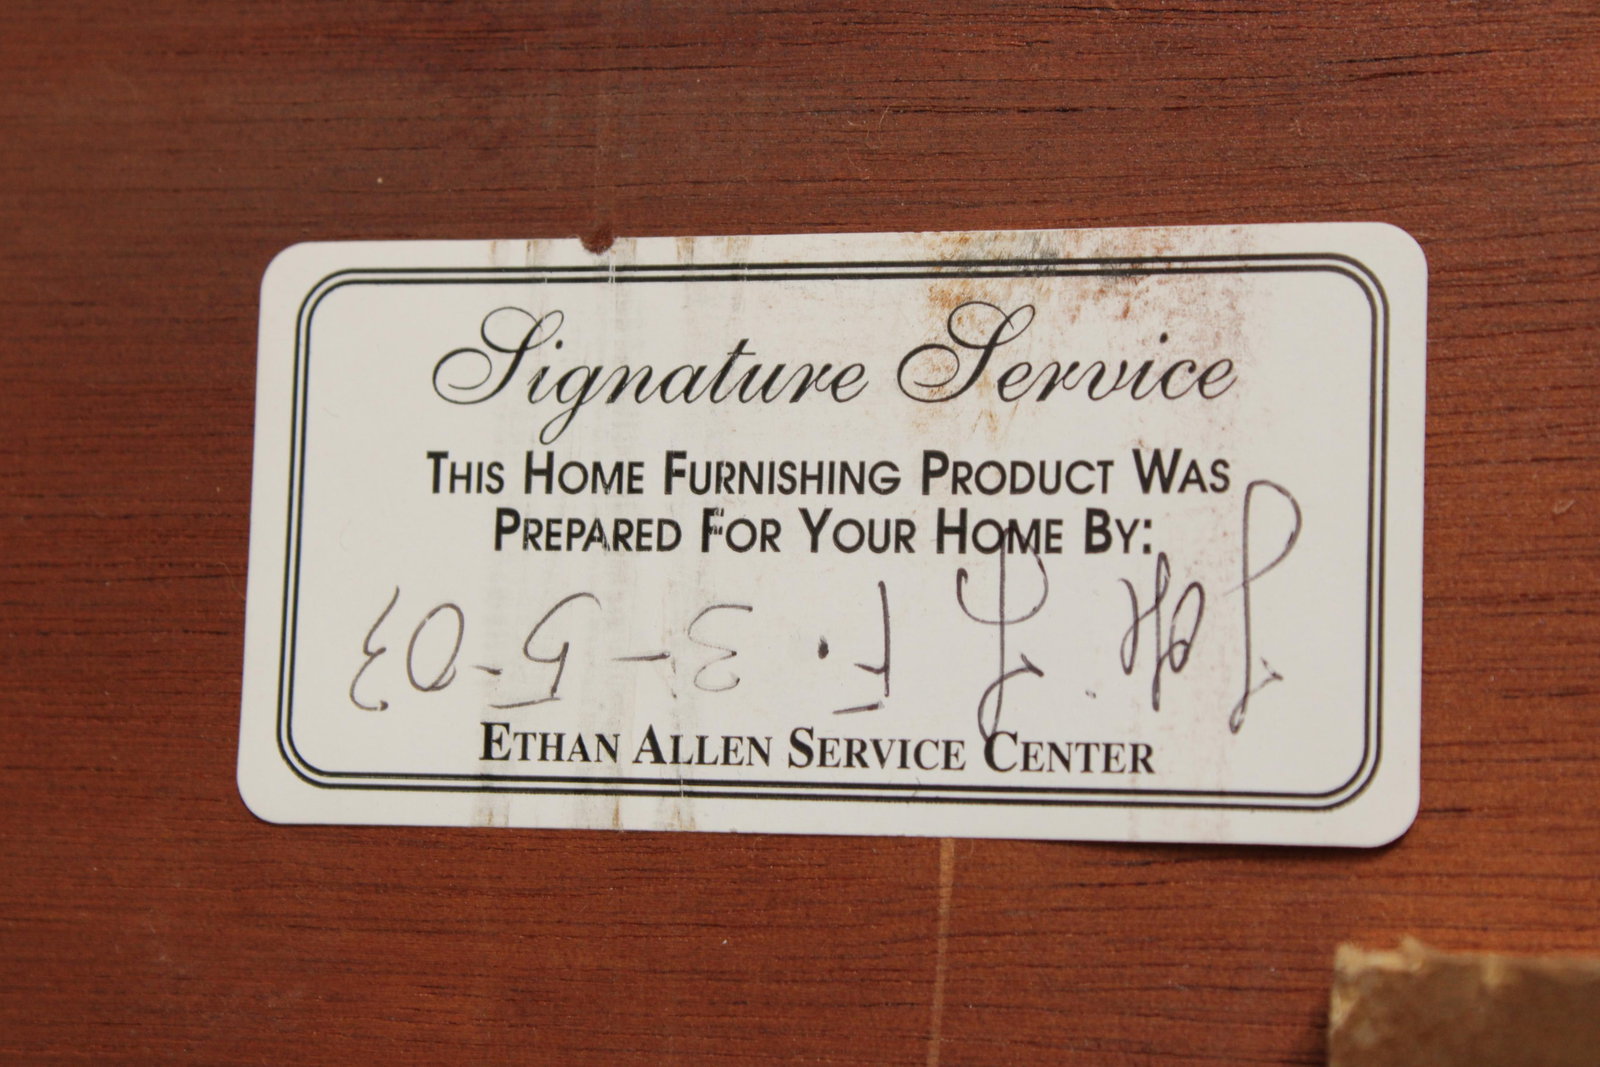 Signature Service
THIS HOME FURNISHING PRODUCT WAS
PREPARED FOR YOUR HOME BY:
F. 3-5-03
ETHAN ALLEN SERVICE CENTER